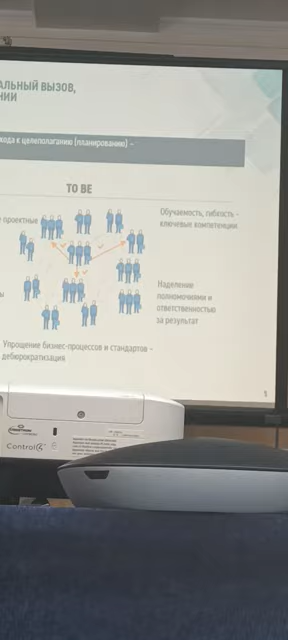 АЛЬНЫЙ ВЫЗОВ,
НИИ
хода к целеполаганию (планированию) –
TO BE
е проектные
Обучаемость, гибкость -
ключевые компетенции
Наделение
полномочиями и
ответственностью
за результат
ы
Упрощение бизнес-процессов и стандартов –
дебюрократизация
5
Control4